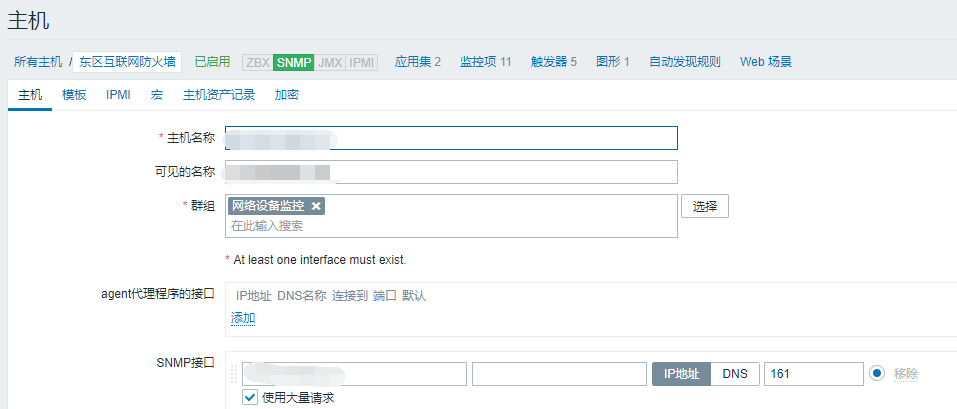 主机
所有主机 / 东区互联网防火墙 已启用 ZBX SNMP JMX IPMI 应用集 2 监控项 11 触发器 5 图形 1 自动发现规则 Web 场景
主机 模板 IPMI 宏 主机资产记录 加密
* 主机名称
可见的名称
* 群组 网络设备监控 选择
在此输入搜索
* At least one interface must exist.
agent代理程序的接口 IP地址 DNS名称 连接到 端口 默认
添加
SNMP接口 IP地址 DNS 161 移除
使用大量请求